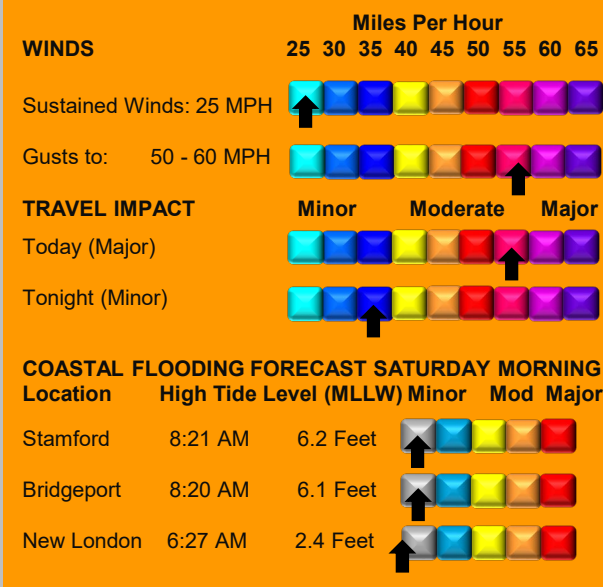 Miles Per Hour
WINDS 25 30 35 40 45 50 55 60 65
Sustained Winds: 25 MPH
Gusts to: 50 - 60 MPH
TRAVEL IMPACT Minor Moderate Major
Today (Major)
Tonight (Minor)
COASTAL FLOODING FORECAST SATURDAY MORNING
Location High Tide Level (MLLW) Minor Mod Major
Stamford 8:21 AM 6.2 Feet
Bridgeport 8:20 AM 6.1 Feet
New London 6:27 AM 2.4 Feet